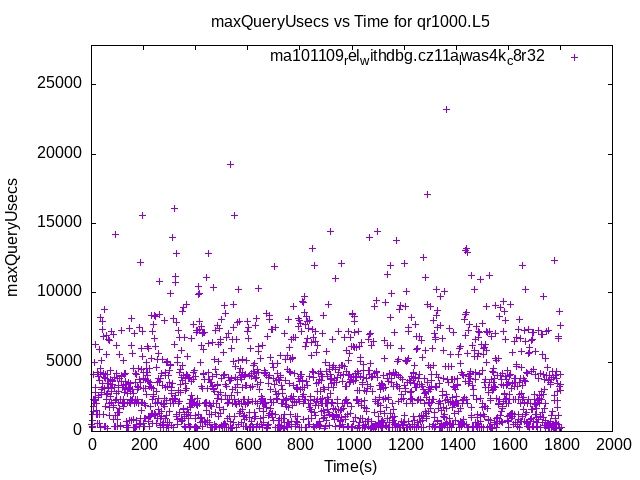 maxQueryUsecs vs Time for qr1000.L5
ma101109relwithdbg.cz11alwas4kc8r32
25000
20000
15000
10000
5000
0
maxQueryUsecs
0 200 400 600 800 1000 1200 1400 1600 1800 2000
Time(s)